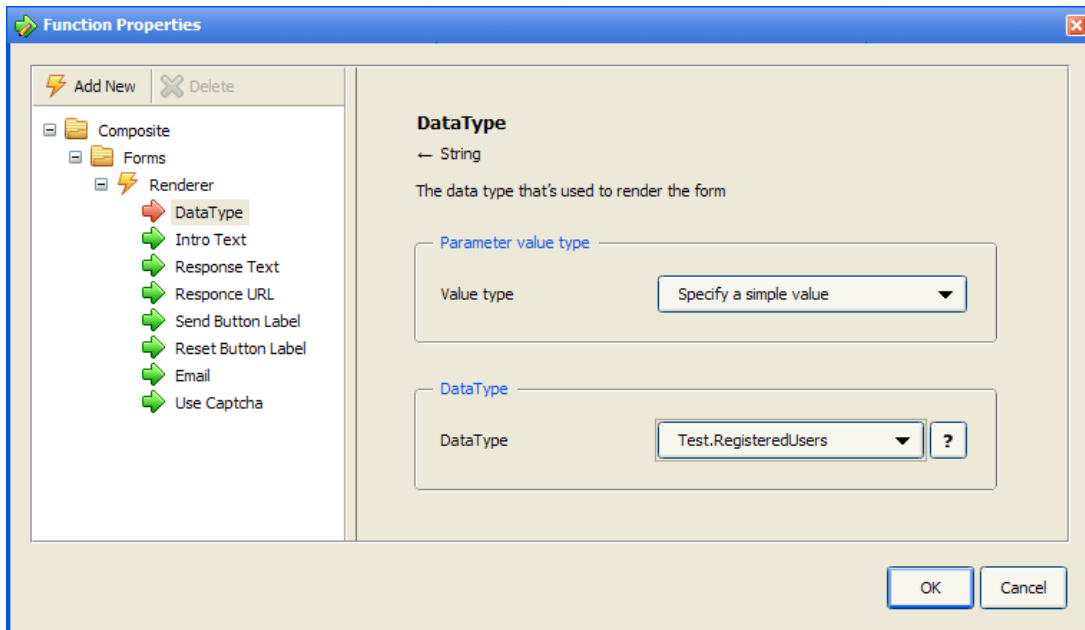 Function Properties
Add New
Delete
Composite
Forms
Renderer
DataType
Intro Text
Response Text
Responce URL
Send Button Label
Reset Button Label
Email
Use Captcha
DataType
← String
The data type that's used to render the form
Parameter value type
Value type Specify a simple value
DataType
DataType Test.RegisteredUsers ?
OK Cancel